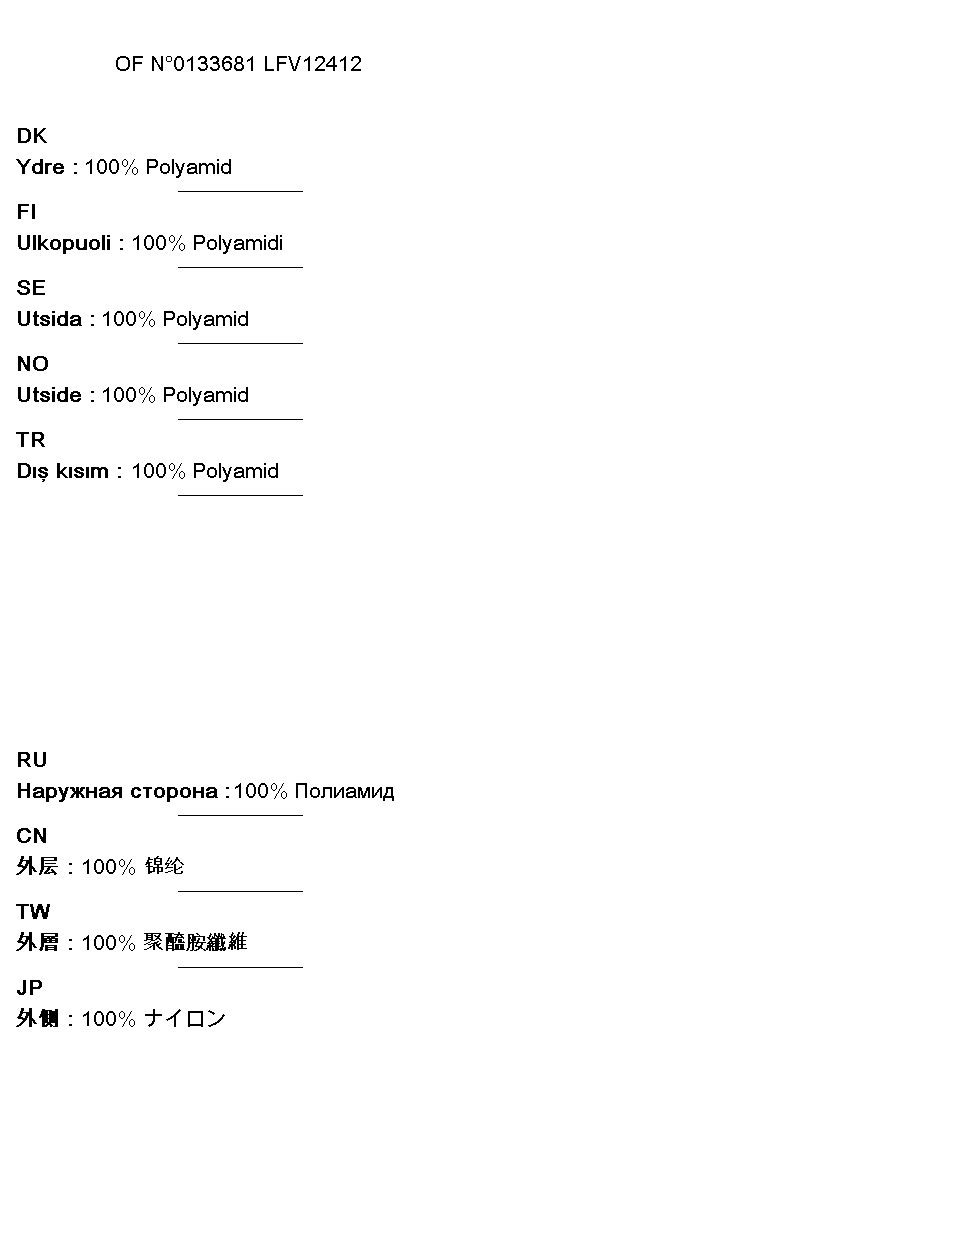 OF N°0133681 LFV12412
DK
Ydre : 100% Polyamid
FI
Ulkopuoli : 100% Polyamidi
SE
Utsida : 100% Polyamid
NO
Utside : 100% Polyamid
TR
Dış kısım : 100% Polyamid
RU
Наружная сторона :100% Полиамид
CN
外层 : 100% 锦纶
TW
外層 : 100% 聚醯胺纖維
JP
外側 : 100% ナイロン